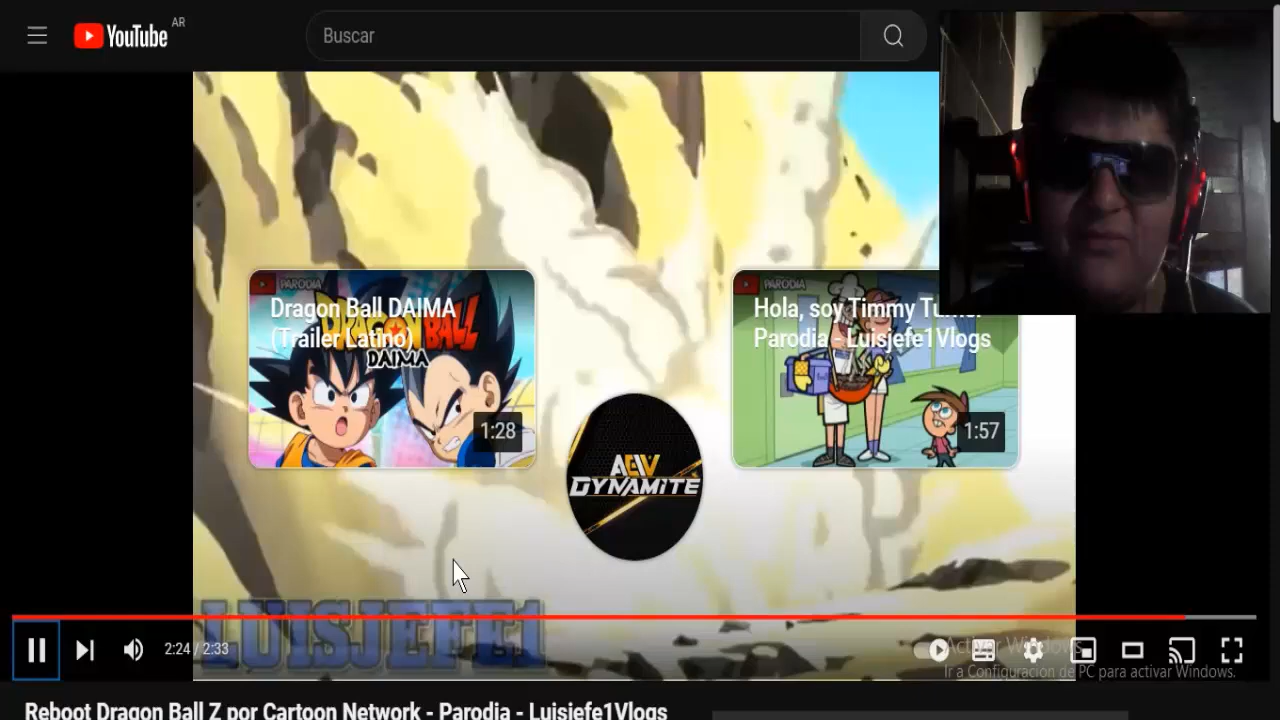 YouTube
AR
Buscar
PARODIA
Dragon Ball DAIMA
(Trailer Latino)
DRAGON BALL
DAIMA
1:28
PARODIA
Hola, soy Timmy Turner
Parodia - Luisjefe1Vlogs
1:57
AEW
DYNAMITE
LUISJEFE1
2:24 / 2:33
Activar Windows
Ir a Configuración de PC para activar Windows.
Reboot Dragon Ball Z por Cartoon Network - Parodia - Luisjefe1Vlogs